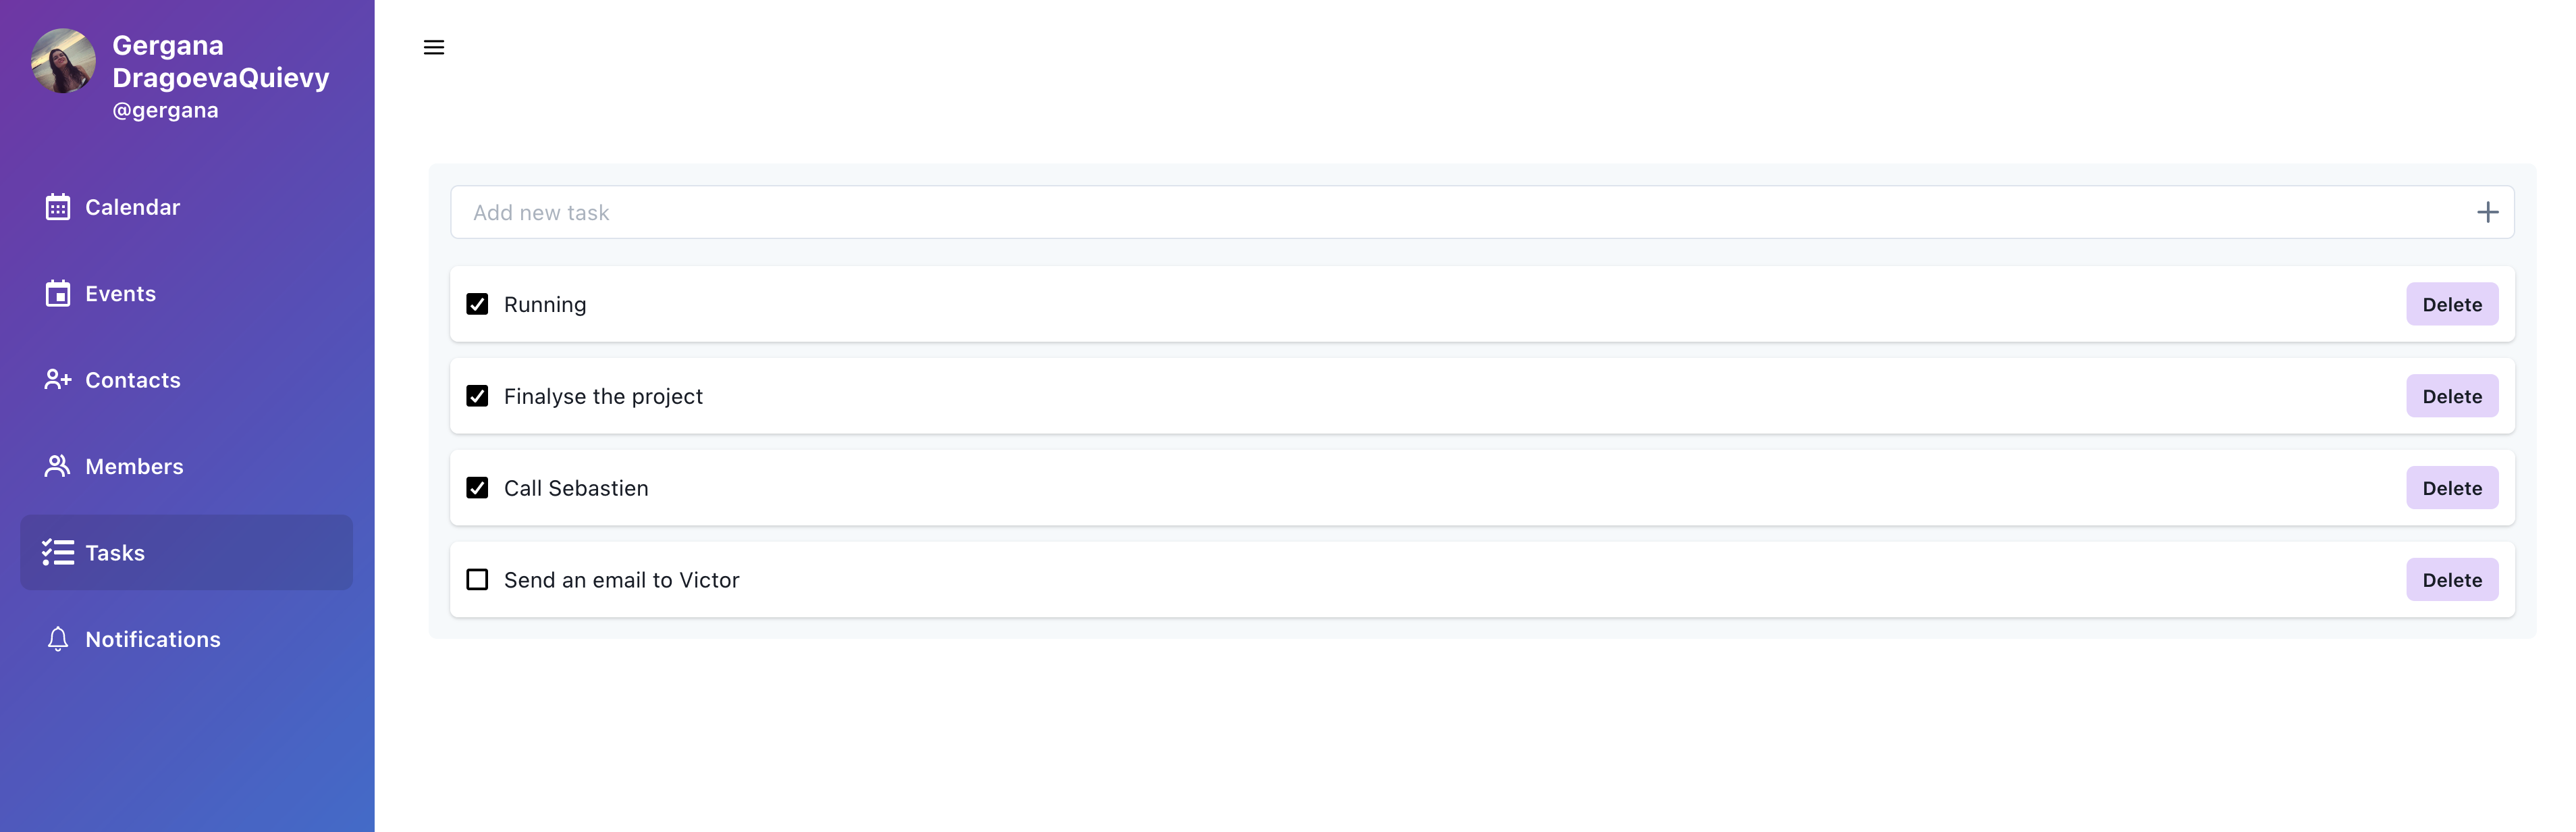 Gergana
DragoevaQuievy
@gergana
Calendar
Events
Contacts
Members
Tasks
Notifications
Add new task
Running
Delete
Finalyse the project
Delete
Call Sebastien
Delete
Send an email to Victor
Delete